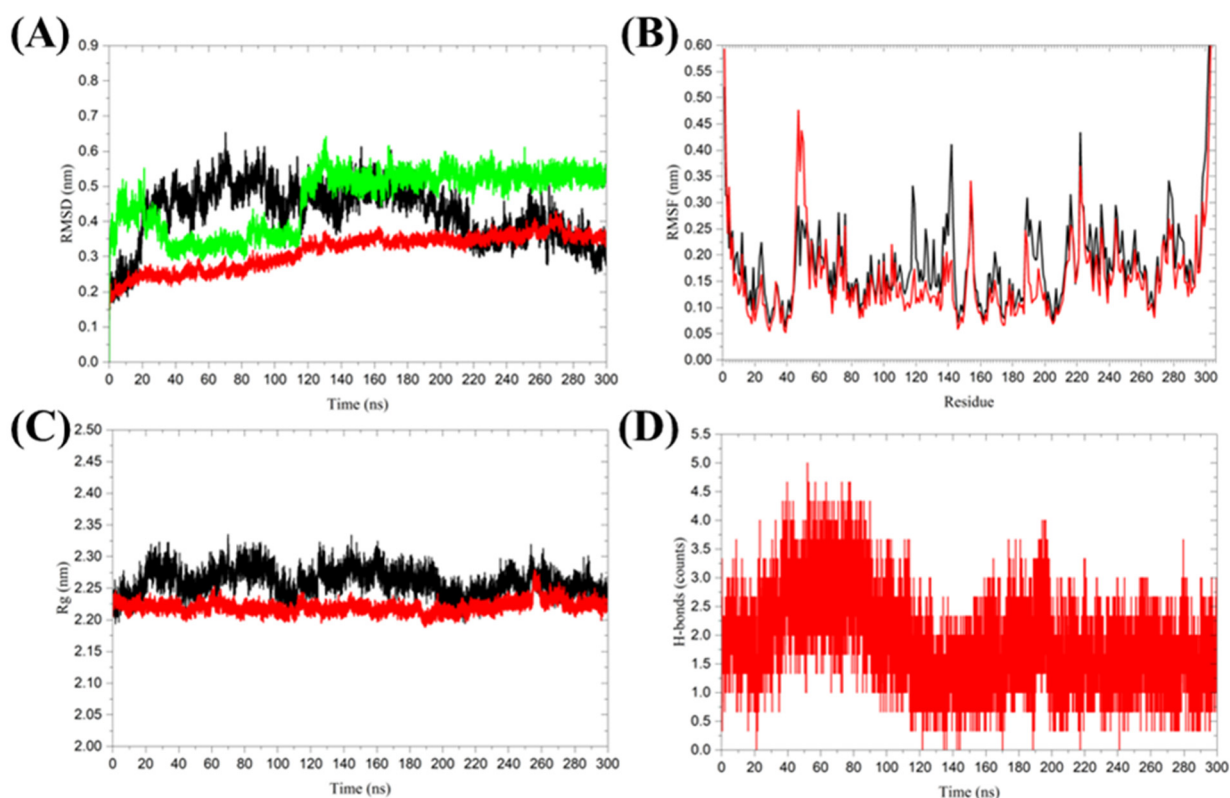 (A)
0.9
0.8
0.7
0.6
0.5
0.4
0.3
0.2
0.1
0.0
RMSD (nm)
0 20 40 60 80 100 120 140 160 180 200 220 240 260 280 300
Time (ns)
(B)
0.60
0.55
0.50
0.45
0.40
0.35
0.30
0.25
0.20
0.15
0.10
0.05
0.00
RMSF (nm)
0 20 40 60 80 100 120 140 160 180 200 220 240 260 280 300
Residue
(C)
2.50
2.45
2.40
2.35
2.30
2.25
2.20
2.15
2.10
2.05
2.00
Rg (nm)
0 20 40 60 80 100 120 140 160 180 200 220 240 260 280 300
Time (ns)
(D)
5.5
5.0
4.5
4.0
3.5
3.0
2.5
2.0
1.5
1.0
0.5
0.0
H-bonds (counts)
0 20 40 60 80 100 120 140 160 180 200 220 240 260 280 300
Time (ns)